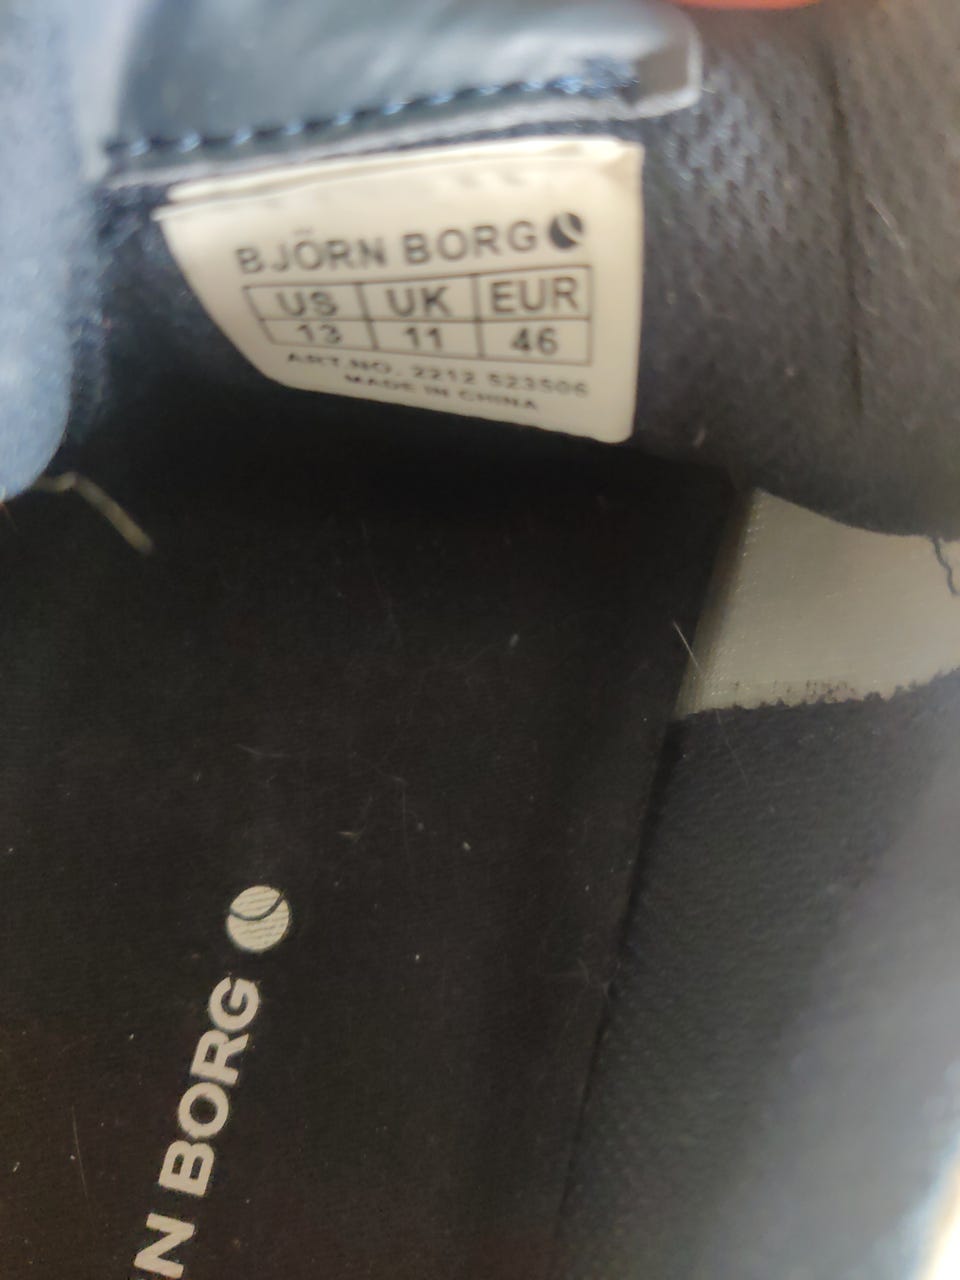 BJÖRN BORG
US UK EUR
13 11 46
ART.NO. 2212 523506
MADE IN CHINA
N BORG